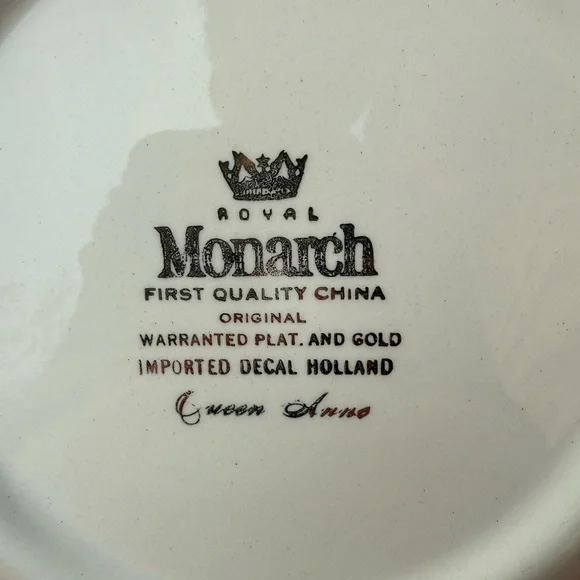 ROYAL
Monarch
FIRST QUALITY CHINA
ORIGINAL
WARRANTED PLAT. AND GOLD
IMPORTED DECAL HOLLAND
Queen Anne